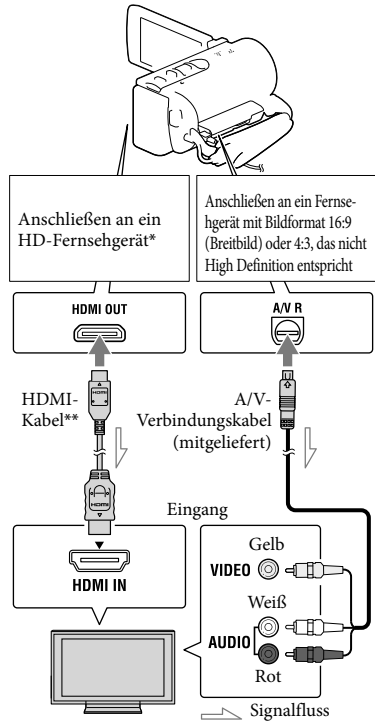 Anschließen an ein
HD-Fernsehgerät*
Anschließen an ein Fernse-
hgerät mit Bildformat 16:9
(Breitbild) oder 4:3, das nicht
High Definition entspricht
HDMI OUT
A/V R
HDMI-
Kabel**
A/V-
Verbindungskabel
(mitgeliefert)
Eingang
HDMI IN
Gelb
VIDEO
Weiß
AUDIO
Rot
Signalfluss